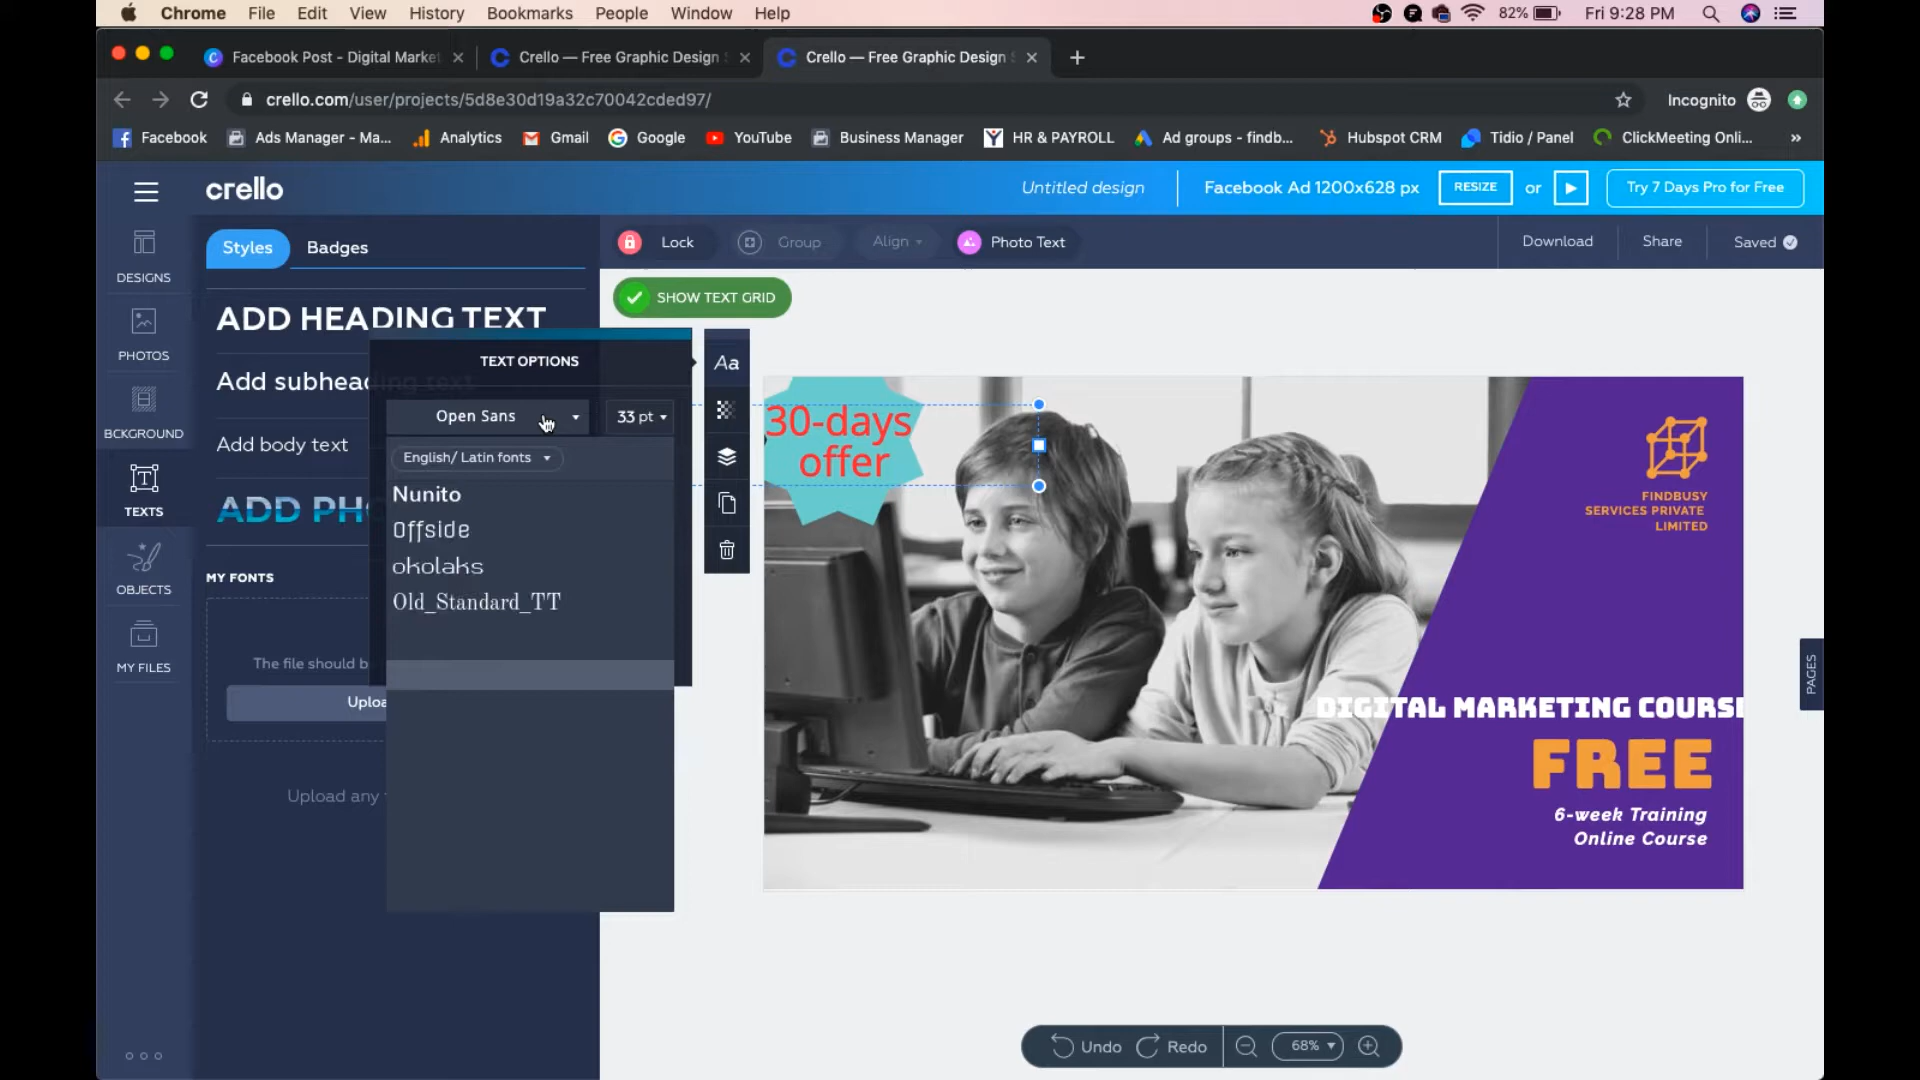 Chrome File Edit View History Bookmarks People Window Help 82% Fri 9:28 PM
Facebook Post - Digital Market Crello — Free Graphic Design Crello — Free Graphic Design
crello.com/user/projects/5d8e30d19a32c70042cded97/ Incognito
Facebook Ads Manager - Ma... Analytics Gmail Google YouTube Business Manager HR & PAYROLL Ad groups - findb... Hubspot CRM Tidio / Panel ClickMeeting Onli... »
crello Untitled design Facebook Ad 1200x628 px RESIZE or Try 7 Days Pro for Free
Styles Badges Lock Group Align Photo Text Download Share Saved
DESIGNS
PHOTOS
BCKGROUND
TEXTS
OBJECTS
MY FILES
ADD HEADING TEXT
Add subheading text
Add body text
ADD PHO
MY FONTS
The file should b
Uploa
Upload any
SHOW TEXT GRID
TEXT OPTIONS
Open Sans 33 pt
English/ Latin fonts
Nunito
Offside
okolaks
Old_Standard_TT
Aa
30-days
offer
FINDBUSY
SERVICES PRIVATE
LIMITED
DIGITAL MARKETING COURS
FREE
6-week Training
Online Course
PAGES
Undo Redo 68%